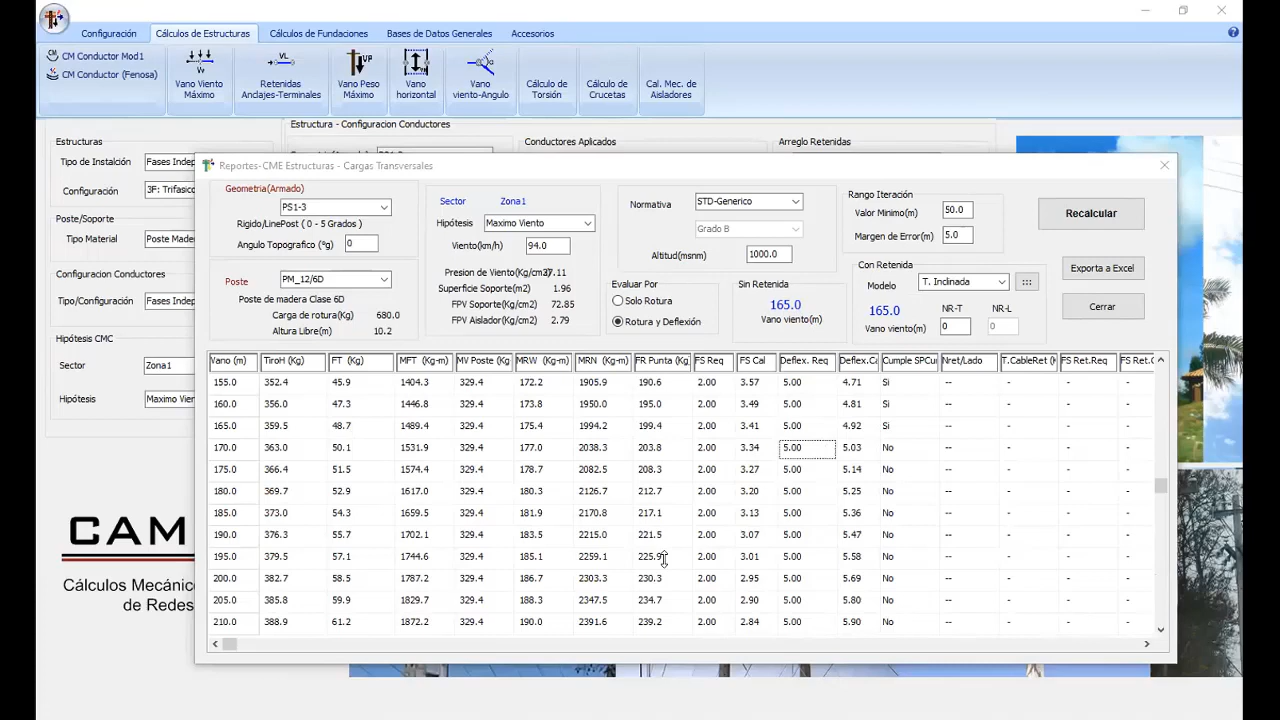 Configuración Cálculos de Estructuras Cálculos de Fundaciones Bases de Datos Generales Accesorios
CM Conductor Mod1
CM Conductor (Fenosa)
Vv
Vano Viento
Máximo
VL
Retenidas
Anclajes-Terminales
VP
Vano Peso
Máximo
Vano
horizontal
Vano
viento-Angulo
Cálculo de
Torsión
Cálculo de
Crucetas
Cal. Mec. de
Aisladores
Estructura - Configuracion Conductores
Estructuras
Conductores Aplicados
Arreglo Retenidas
Tipo de Instalción Fases Indep
Configuración 3F: Trifasico
Poste/Soporte
Tipo Material Poste Made
Configuracion Conductores
Tipo/Configuración Fases Indep
Hipótesis CMC
Sector Zona1
Hipótesis Maximo Vien
CAM
Cálculos Mecánico
de Redes
Reportes-CME Estructuras - Cargas Transversales
Geometria(Armado)
PS1-3
Rigido/LinePost ( 0 - 5 Grados )
Angulo Topografico (ºg) 0
Poste PM_12/6D
Poste de madera Clase 6D
Carga de rotura(Kg) 680.0
Altura Libre(m) 10.2
Sector Zona1
Hipótesis Maximo Viento
Viento(km/h) 94.0
Superficie Soporte(m2) 1.96
FPV Soporte(Kg/cm2) 72.85
FPV Aislador(Kg/cm2) 2.79
Normativa STD-Generico
Grado B
Altitud(msnm) 1000.0
Evaluar Por
Solo Rotura
Rotura y Deflexión
Sin Retenida
165.0
Vano viento(m)
Rango Iteración
Valor Minimo(m) 50.0
Margen de Error(m) 5.0
Con Retenida
Modelo T. Inclinada
165.0 NR-T NR-L
Vano viento(m) 0 0
Recalcular
Exporta a Excel
Cerrar
Vano (m) TiroH (Kg) FT (Kg) MFT (Kg-m) MV Poste (Kg MRW (Kg-m) MRN (Kg-m) FR Punta (Kg FS Req FS Cal Deflex. Req Deflex.Ca Cumple SPCu Nret/Lado T.CableRet (K FS Ret.Req FS Ret.C
155.0 352.4 45.9 1404.3 329.4 172.2 1905.9 190.6 2.00 3.57 5.00 4.71 Si -- - - -
160.0 356.0 47.3 1446.8 329.4 173.8 1950.0 195.0 2.00 3.49 5.00 4.81 Si -- - - -
165.0 359.5 48.7 1489.4 329.4 175.4 1994.2 199.4 2.00 3.41 5.00 4.92 Si -- - - -
170.0 363.0 50.1 1531.9 329.4 177.0 2038.3 203.8 2.00 3.34 5.00 5.03 No -- - - -
175.0 366.4 51.5 1574.4 329.4 178.7 2082.5 208.3 2.00 3.27 5.00 5.14 No -- - - -
180.0 369.7 52.9 1617.0 329.4 180.3 2126.7 212.7 2.00 3.20 5.00 5.25 No -- - - -
185.0 373.0 54.3 1659.5 329.4 181.9 2170.8 217.1 2.00 3.13 5.00 5.36 No -- - - -
190.0 376.3 55.7 1702.1 329.4 183.5 2215.0 221.5 2.00 3.07 5.00 5.47 No -- - - -
195.0 379.5 57.1 1744.6 329.4 185.1 2259.1 225.9 2.00 3.01 5.00 5.58 No -- - - -
200.0 382.7 58.5 1787.2 329.4 186.7 2303.3 230.3 2.00 2.95 5.00 5.69 No -- - - -
205.0 385.8 59.9 1829.7 329.4 188.3 2347.5 234.7 2.00 2.90 5.00 5.80 No -- - - -
210.0 388.9 61.2 1872.2 329.4 190.0 2391.6 239.2 2.00 2.84 5.00 5.90 No -- - - -